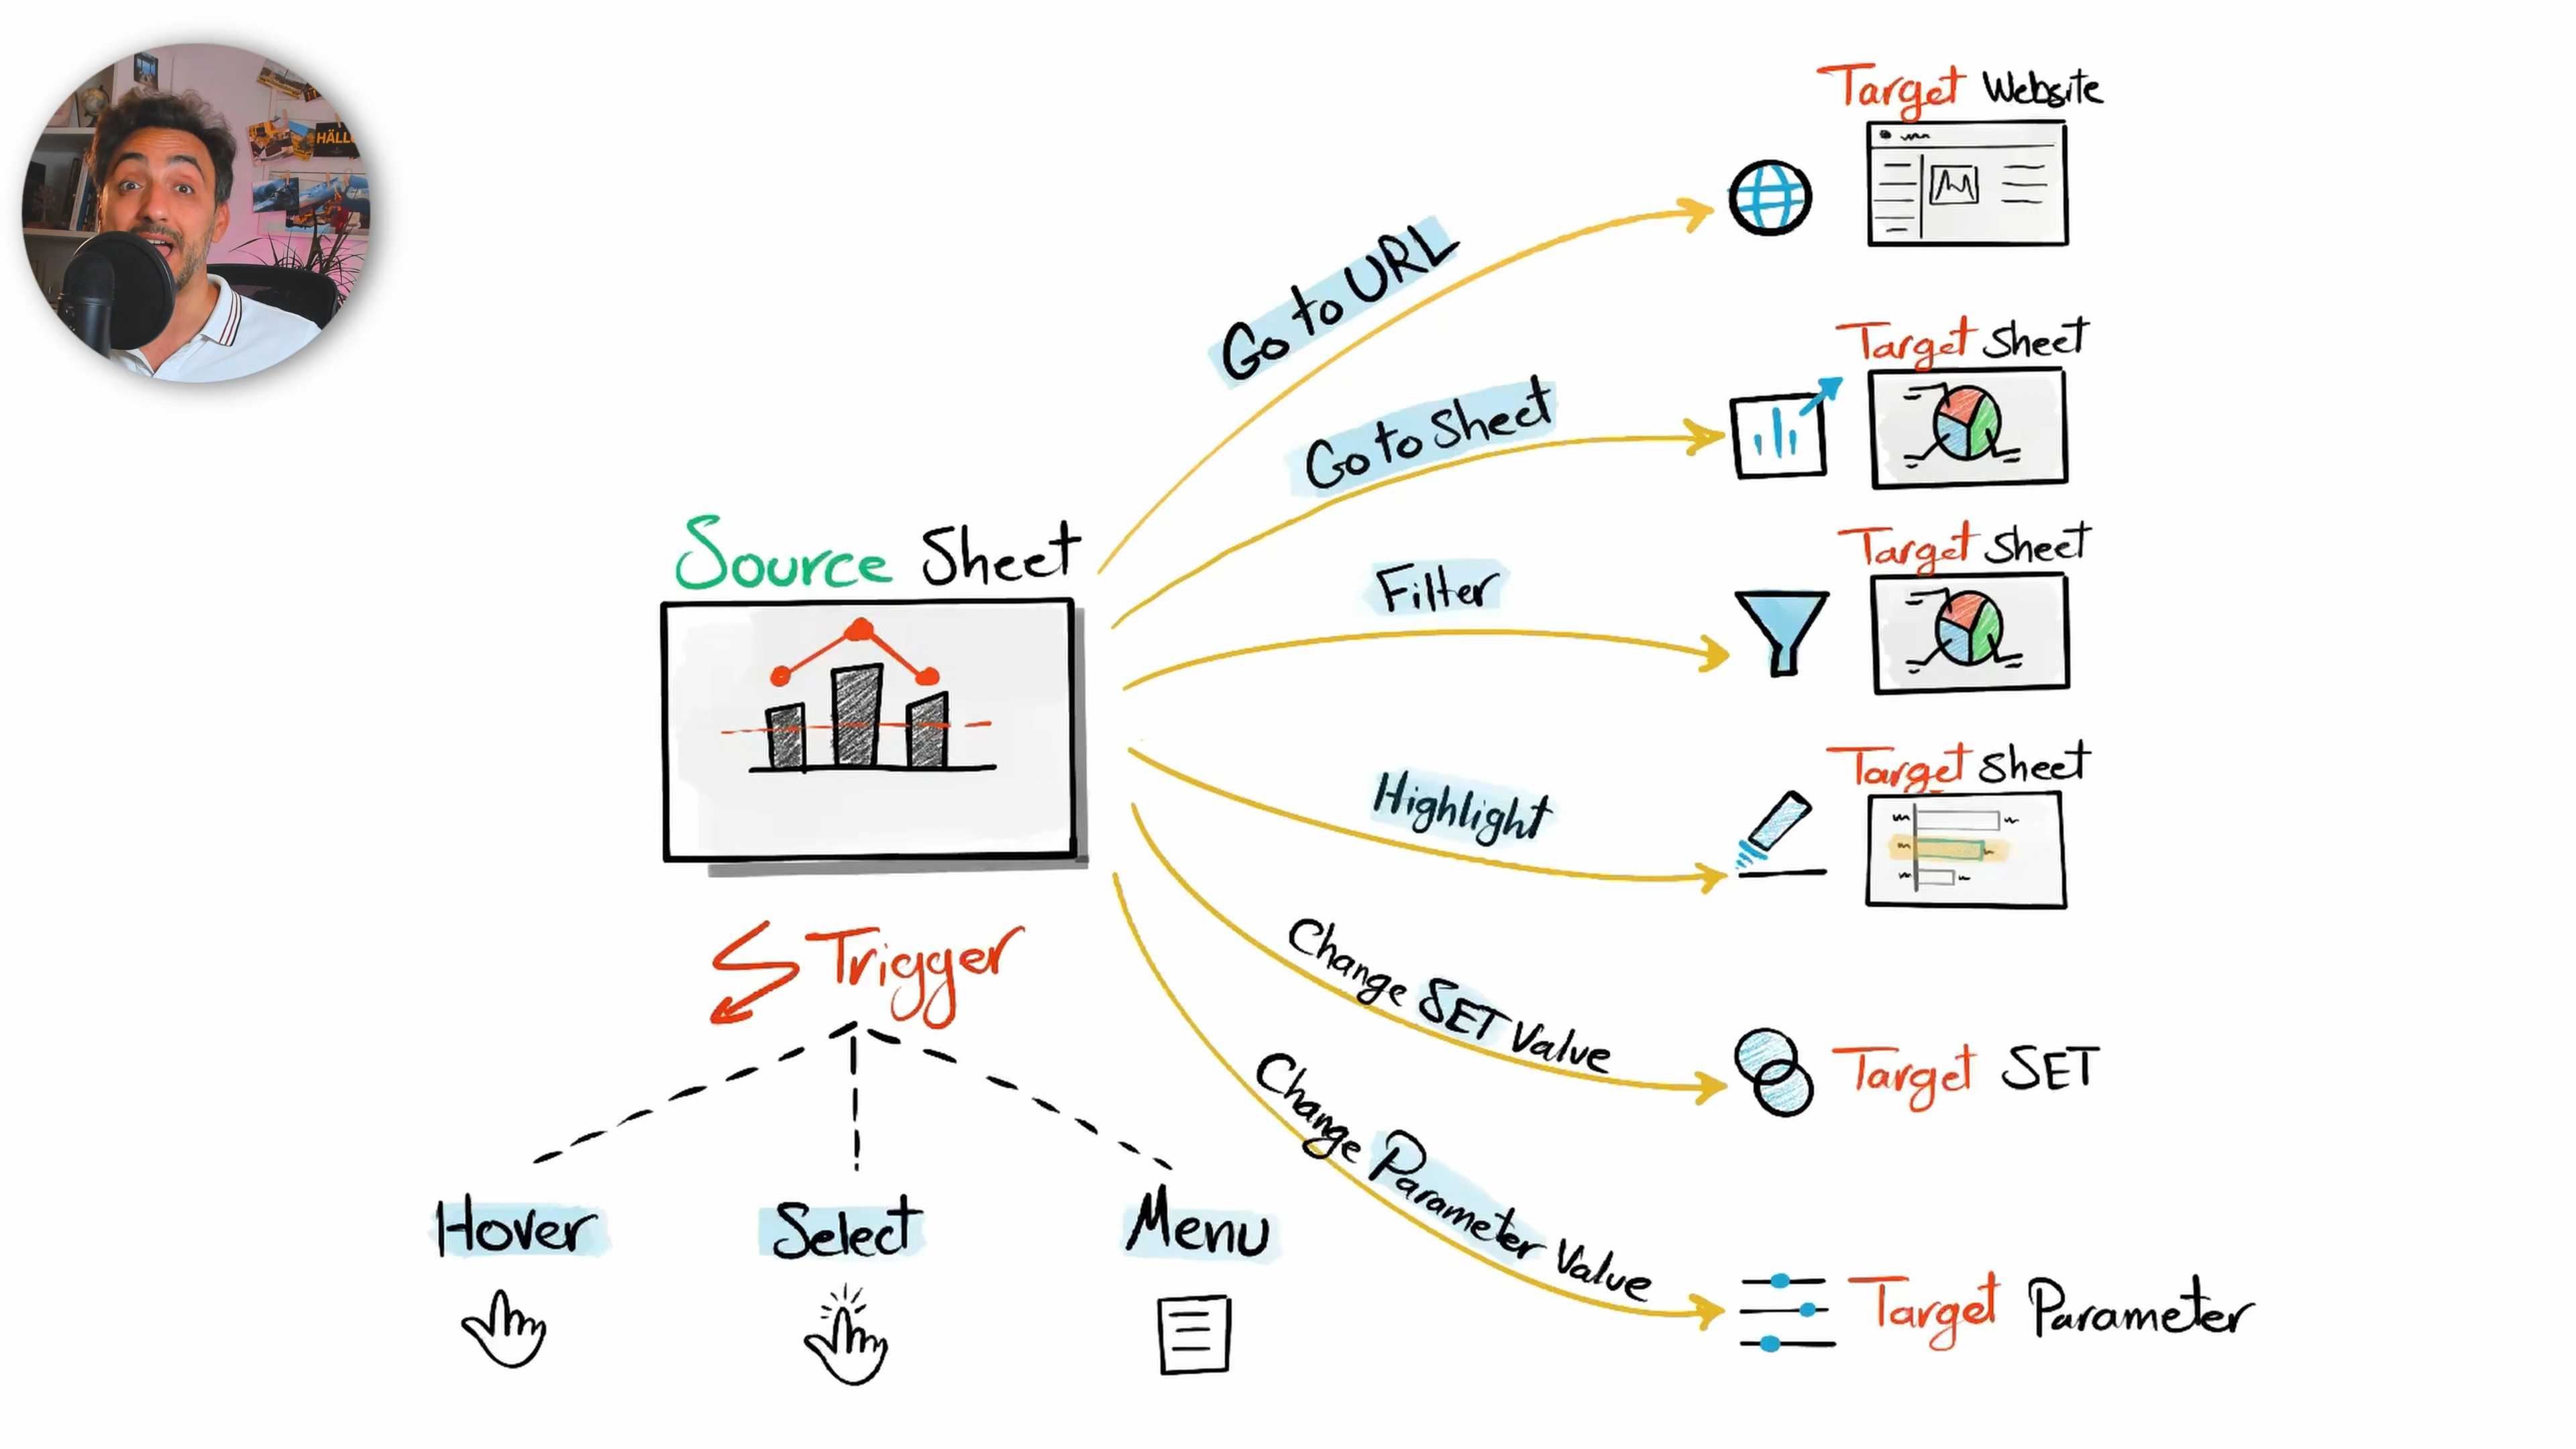 HÄLL
Target Website
Go to URL
Target Sheet
Go to Sheet
Source Sheet
Filter
Target Sheet
Highlight
Target Sheet
Trigger
Change SET Value
Target SET
Change Parameter Value
Target Parameter
Hover
Select
Menu